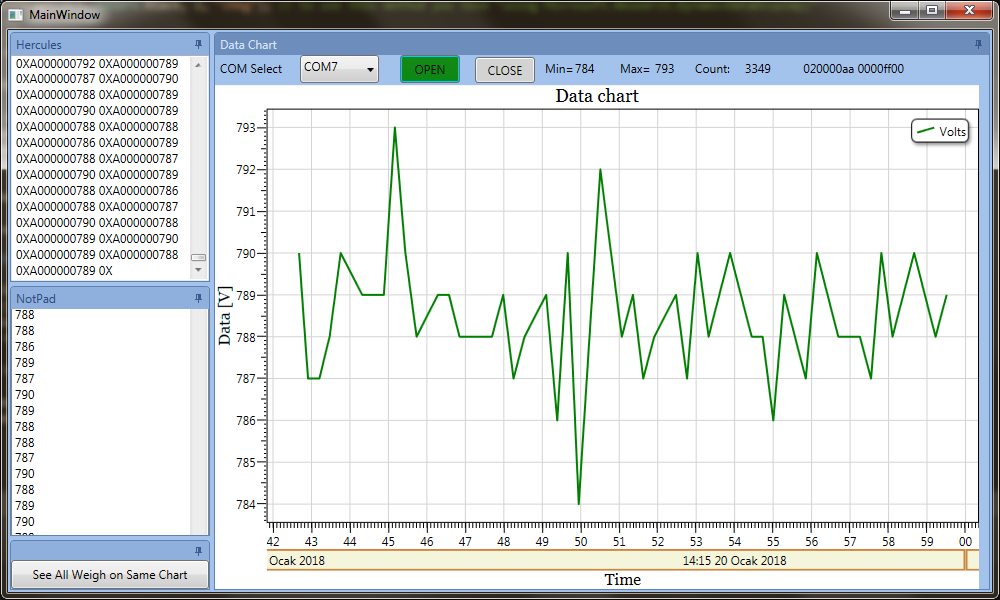 MainWindow
Hercules
0XA000000792 0XA000000789
0XA000000787 0XA000000790
0XA000000788 0XA000000789
0XA000000790 0XA000000789
0XA000000788 0XA000000788
0XA000000786 0XA000000789
0XA000000788 0XA000000787
0XA000000790 0XA000000789
0XA000000788 0XA000000786
0XA000000788 0XA000000787
0XA000000790 0XA000000788
0XA000000789 0XA000000790
0XA000000789 0XA000000788
0XA000000789 0X
NotPad
788
788
786
789
787
790
789
788
788
787
790
788
789
790
See All Weigh on Same Chart
Data Chart
COM Select COM7 OPEN CLOSE Min= 784 Max= 793 Count: 3349 020000aa 0000ff00
Data chart
Volts
Data [V]
793
792
791
790
789
788
787
786
785
784
42 43 44 45 46 47 48 49 50 51 52 53 54 55 56 57 58 59 00
Ocak 2018 14:15 20 Ocak 2018
Time